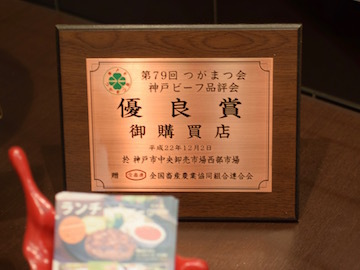 第79回 つがまつ会
神戸ビーフ品評会
優良賞
御購買店
平成22年12月2日
於 神戸市中央卸売市場西部市場
贈 全国畜産農業協同組合連合会
ランチ